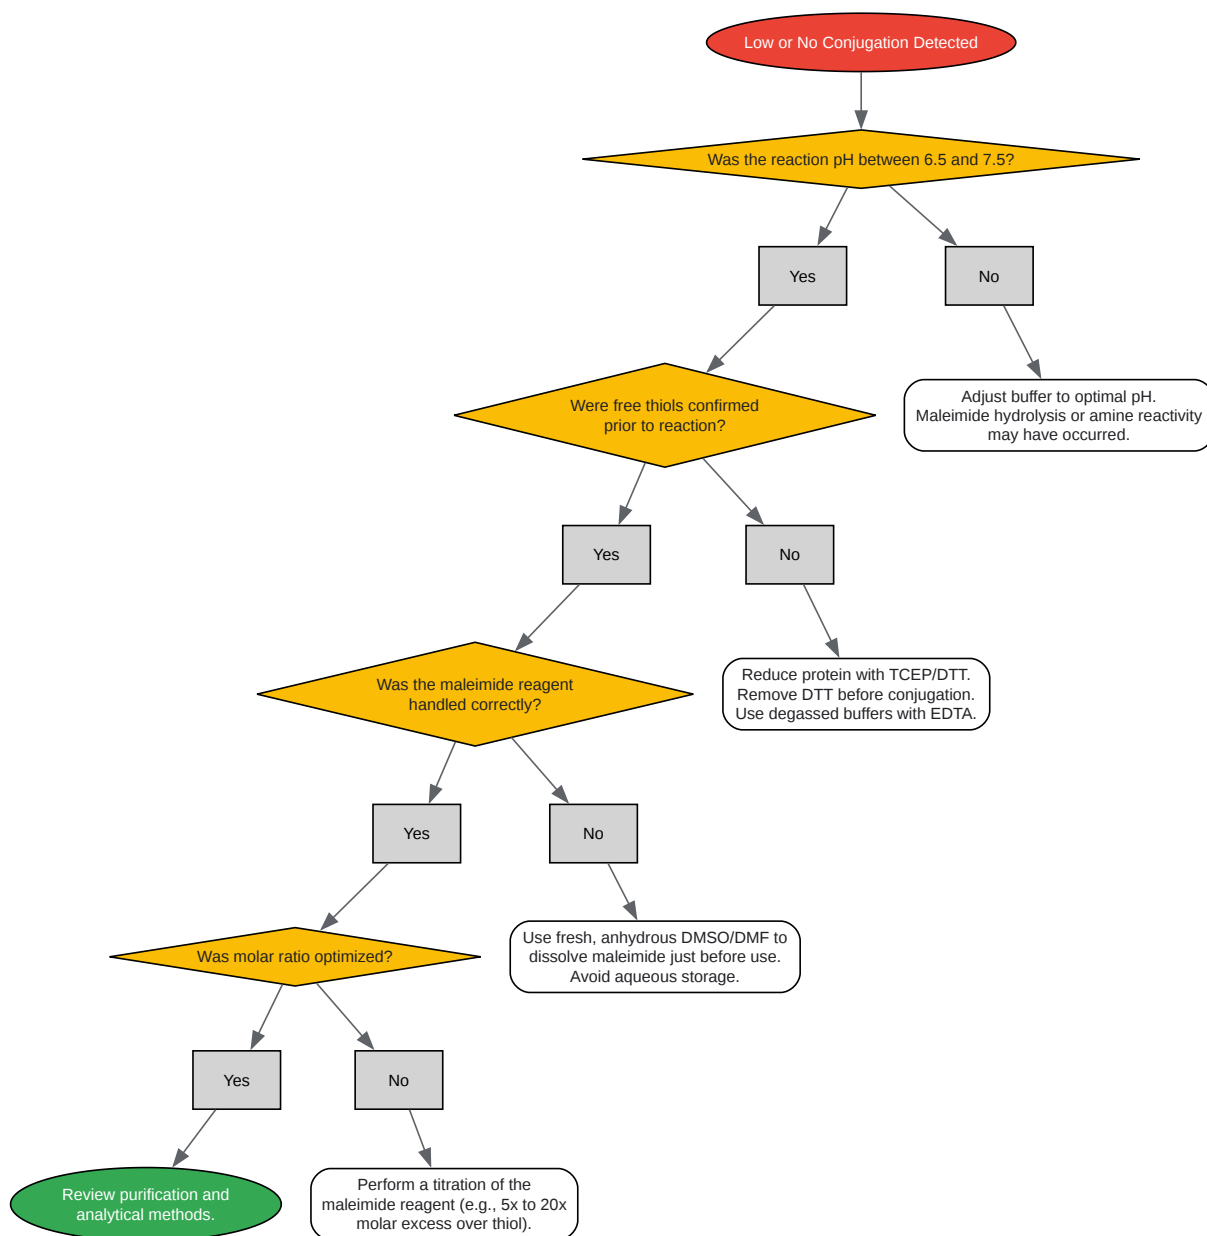 Low or No Conjugation Detected
Was the reaction pH between 6.5 and 7.5?
Yes
No
Adjust buffer to optimal pH.
Maleimide hydrolysis or amine reactivity
may have occurred.
Were free thiols confirmed
prior to reaction?
Yes
No
Reduce protein with TCEP/DTT.
Remove DTT before conjugation.
Use degassed buffers with EDTA.
Was the maleimide reagent
handled correctly?
Yes
No
Use fresh, anhydrous DMSO/DMF to
dissolve maleimide just before use.
Avoid aqueous storage.
Was molar ratio optimized?
Yes
No
Review purification and
analytical methods.
Perform a titration of the
maleimide reagent (e.g., 5x to 20x
molar excess over thiol).